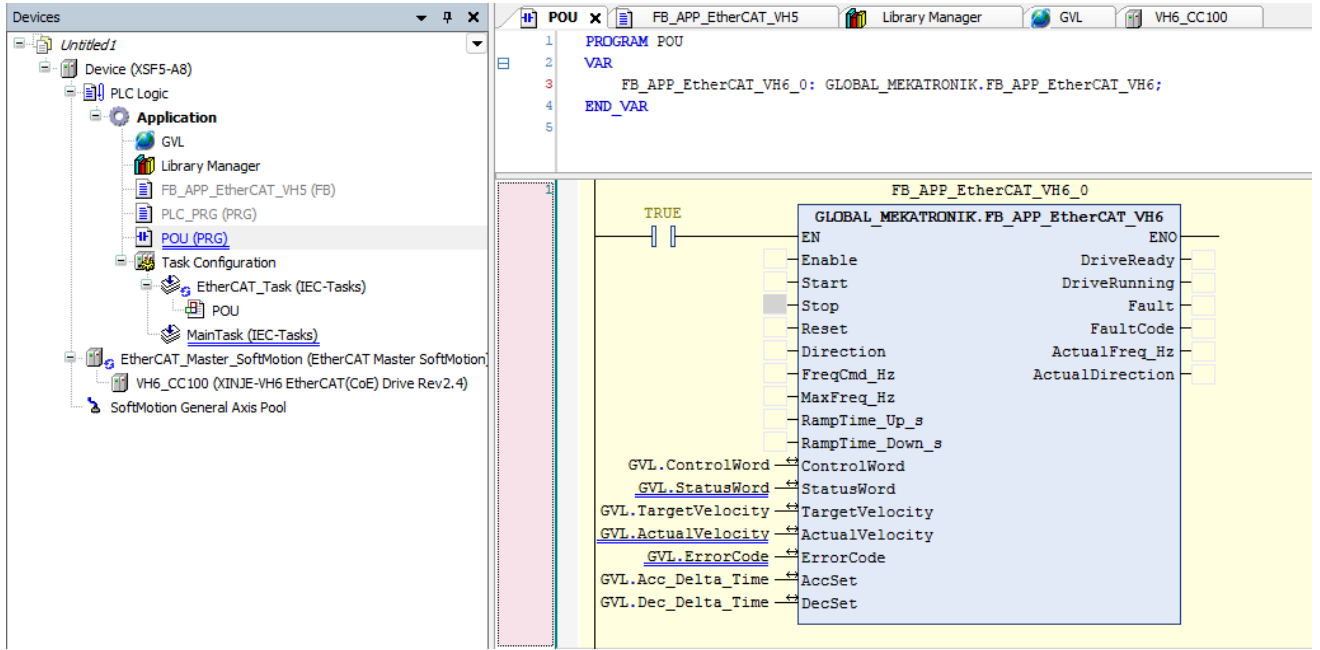 Devices
Untitled1
Device (XSF5-A8)
PLC Logic
Application
GVL
Library Manager
FB_APP_EtherCAT_VH5 (FB)
PLC_PRG (PRG)
POU (PRG)
Task Configuration
EtherCAT_Task (IEC-Tasks)
POU
MainTask (IEC-Tasks)
EtherCAT_Master_SoftMotion (EtherCAT Master SoftMotion)
VH6_CC100 (XINJE-VH6 EtherCAT(CoE) Drive Rev2.4)
SoftMotion General Axis Pool
POU FB_APP_EtherCAT_VH5 Library Manager GVL VH6_CC100
1 PROGRAM POU
2 VAR
3 FB_APP_EtherCAT_VH6_0: GLOBAL_MEKATRONIK.FB_APP_EtherCAT_VH6;
4 END_VAR
5
1 FB_APP_EtherCAT_VH6_0
TRUE GLOBAL_MEKATRONIK.FB_APP_EtherCAT_VH6
EN ENO
Enable DriveReady
Start DriveRunning
Stop Fault
Reset FaultCode
Direction ActualFreq_Hz
FreqCmd_Hz ActualDirection
MaxFreq_Hz
RampTime_Up_s
RampTime_Down_s
GVL.ControlWord ControlWord
GVL.StatusWord StatusWord
GVL.TargetVelocity TargetVelocity
GVL.ActualVelocity ActualVelocity
GVL.ErrorCode ErrorCode
GVL.Acc_Delta_Time AccSet
GVL.Dec_Delta_Time DecSet